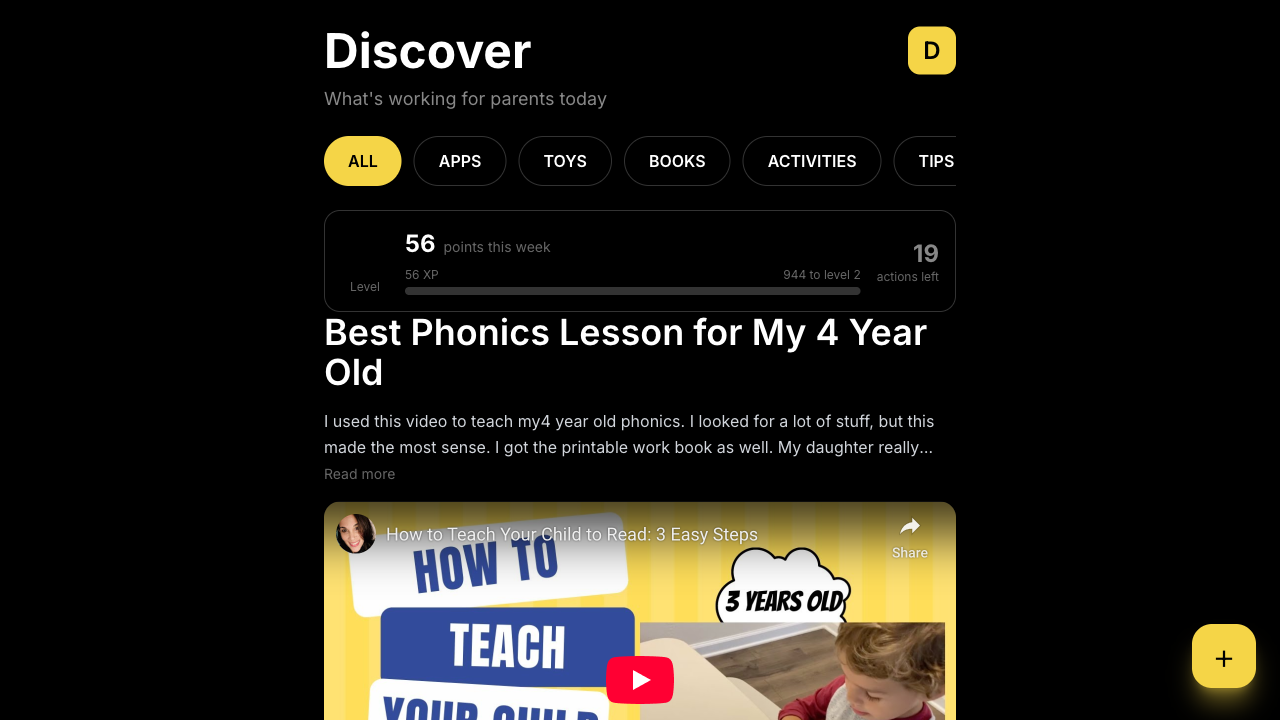 Discover
D
What's working for parents today
ALL
APPS
TOYS
BOOKS
ACTIVITIES
TIPS
56 points this week
56 XP
944 to level 2
Level
19
actions left
Best Phonics Lesson for My 4 Year
Old
I used this video to teach my4 year old phonics. I looked for a lot of stuff, but this
made the most sense. I got the printable work book as well. My daughter really...
Read more
How to Teach Your Child to Read: 3 Easy Steps
Share
HOW TO
TEACH
YOUR CHILD
3 YEARS OLD
+